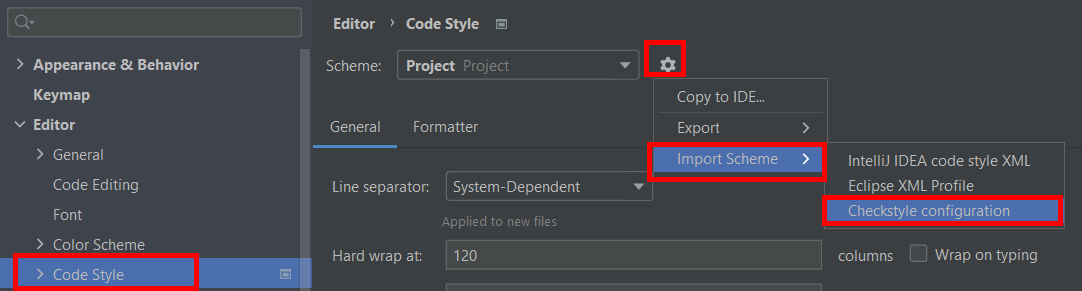 Appearance & Behavior
Keymap
Editor
General
Code Editing
Font
Color Scheme
Code Style
Editor › Code Style
Scheme: Project Project
Copy to IDE...
Export
Import Scheme
IntelliJ IDEA code style XML
Eclipse XML Profile
Checkstyle configuration
General Formatter
Line separator: System-Dependent
Applied to new files
Hard wrap at: 120 columns Wrap on typing